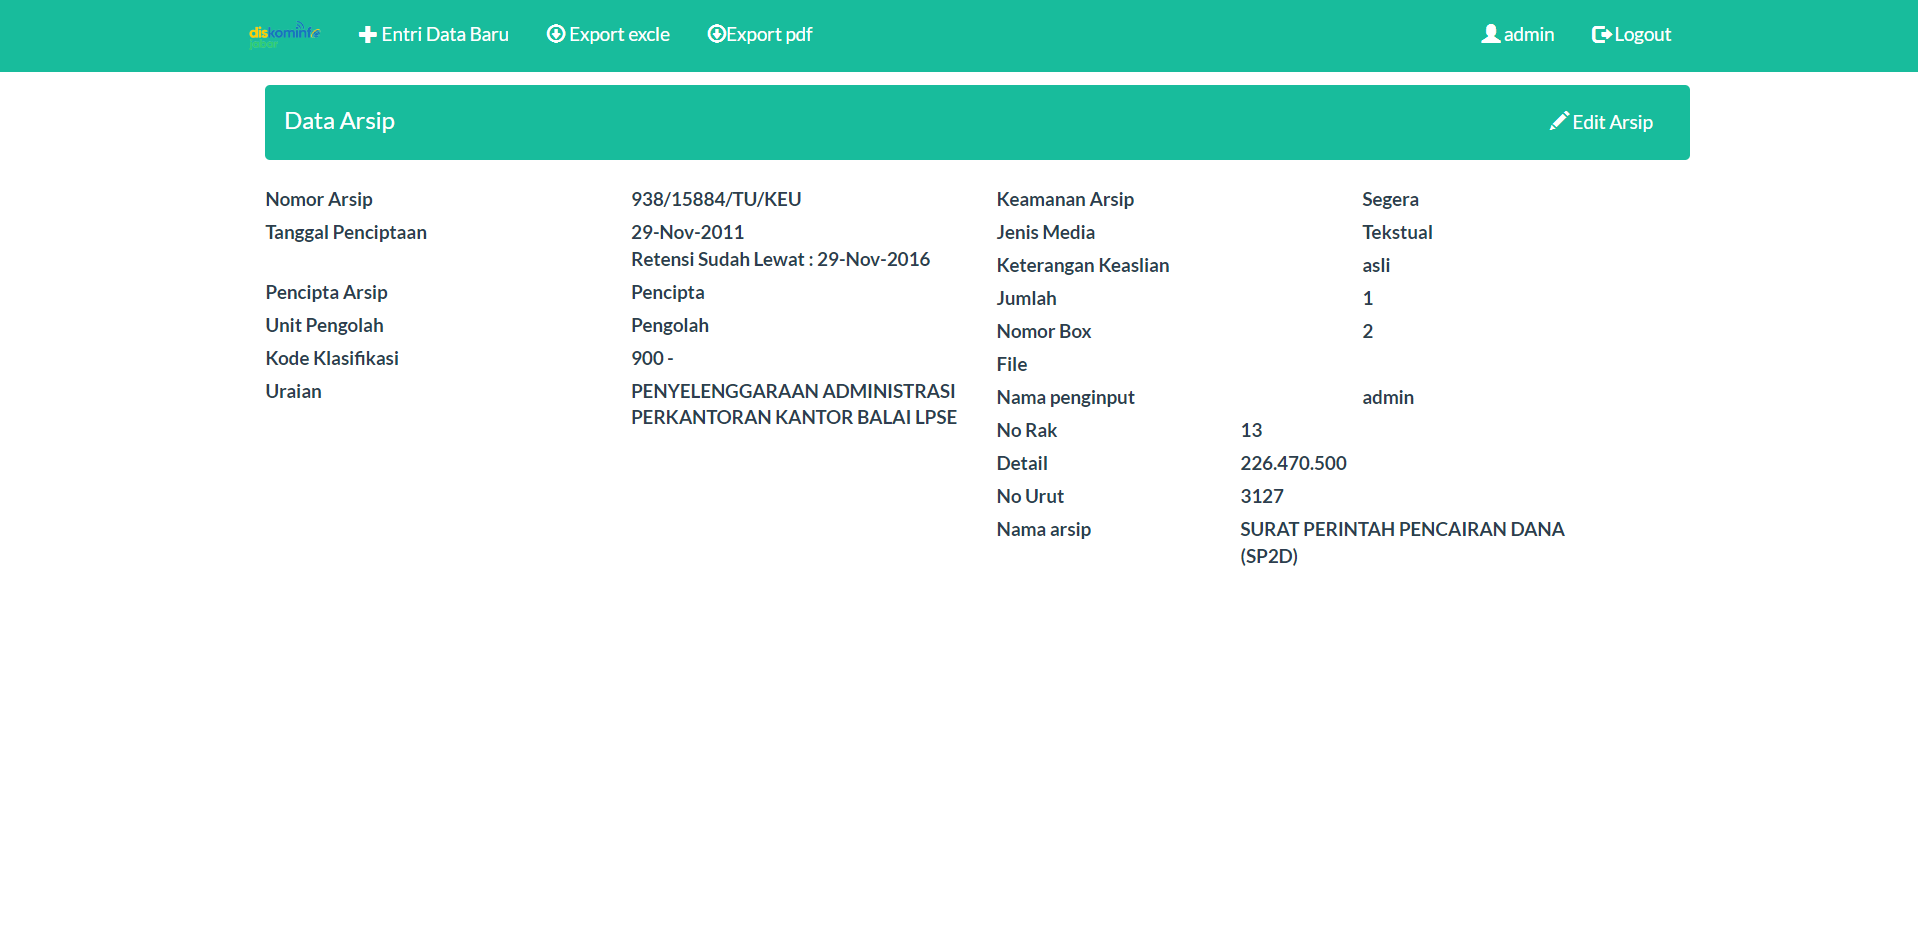 diskominfo
jabar
Entri Data Baru
Export excle
Export pdf
admin
Logout
Data Arsip
Edit Arsip
Nomor Arsip 938/15884/TU/KEU
Tanggal Penciptaan 29-Nov-2011
Retensi Sudah Lewat : 29-Nov-2016
Pencipta Arsip Pencipta
Unit Pengolah Pengolah
Kode Klasifikasi 900 -
Uraian PENYELENGGARAAN ADMINISTRASI
PERKANTORAN KANTOR BALAI LPSE
Keamanan Arsip Segera
Jenis Media Tekstual
Keterangan Keaslian asli
Jumlah 1
Nomor Box 2
File
Nama penginput admin
No Rak 13
Detail 226.470.500
No Urut 3127
Nama arsip SURAT PERINTAH PENCAIRAN DANA
(SP2D)